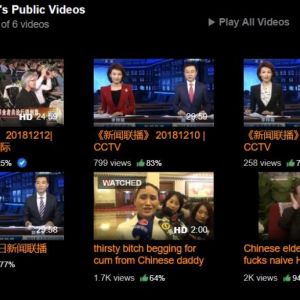 's Public Videos
of 6 videos
Play All Videos
HD 24:59
29:59
20181212|
际
25%
《新闻联播》 20181210 |
CCTV
799 views 83%
《新闻联播》
CCTV
258 views
29:58
日新闻联播
77%
WATCHED
HD 2:00
thirsty bitch begging for
cum from Chinese daddy
1.7K views 64%
Chinese elde
fucks naive H
2K views 94